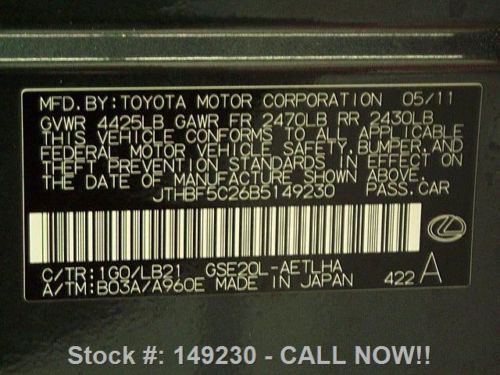 MFD. BY: TOYOTA MOTOR CORPORATION 05/11
GVWR 4425LB GAWR FR 2470LB RR 2430LB
THIS VEHICLE CONFORMS TO ALL APPLICABLE
FEDERAL MOTOR VEHICLE SAFETY, BUMPER, AND
THEFT PREVENTION STANDARDS IN EFFECT ON
THE DATE OF MANUFACTURE SHOWN ABOVE.
JTHBF5C26B5149230 PASS. CAR
C/TR: 1G0/LB21 GSE20L-AETLHA
A/TM: B03A/A960E MADE IN JAPAN 422 A
Stock #: 149230 - CALL NOW!!